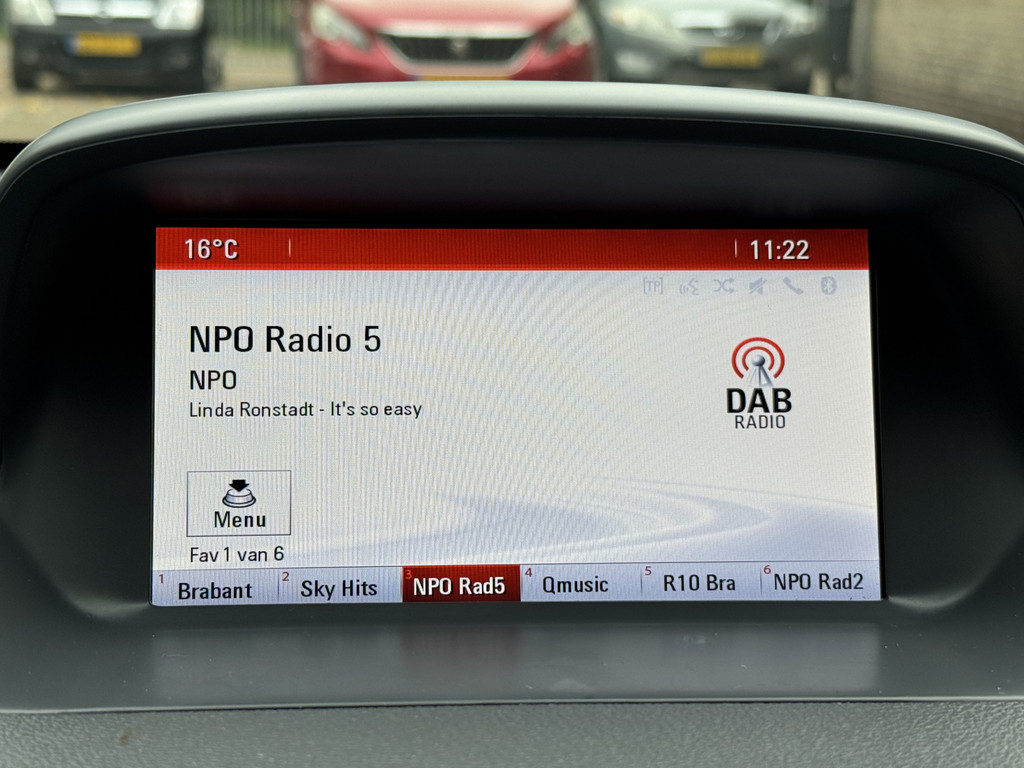 16°C 11:22
[TP]
NPO Radio 5
NPO
Linda Ronstadt - It's so easy
DAB
RADIO
Menu
Fav 1 van 6
1 Brabant 2 Sky Hits 3 NPO Rad5 4 Qmusic 5 R10 Bra 6 NPO Rad2